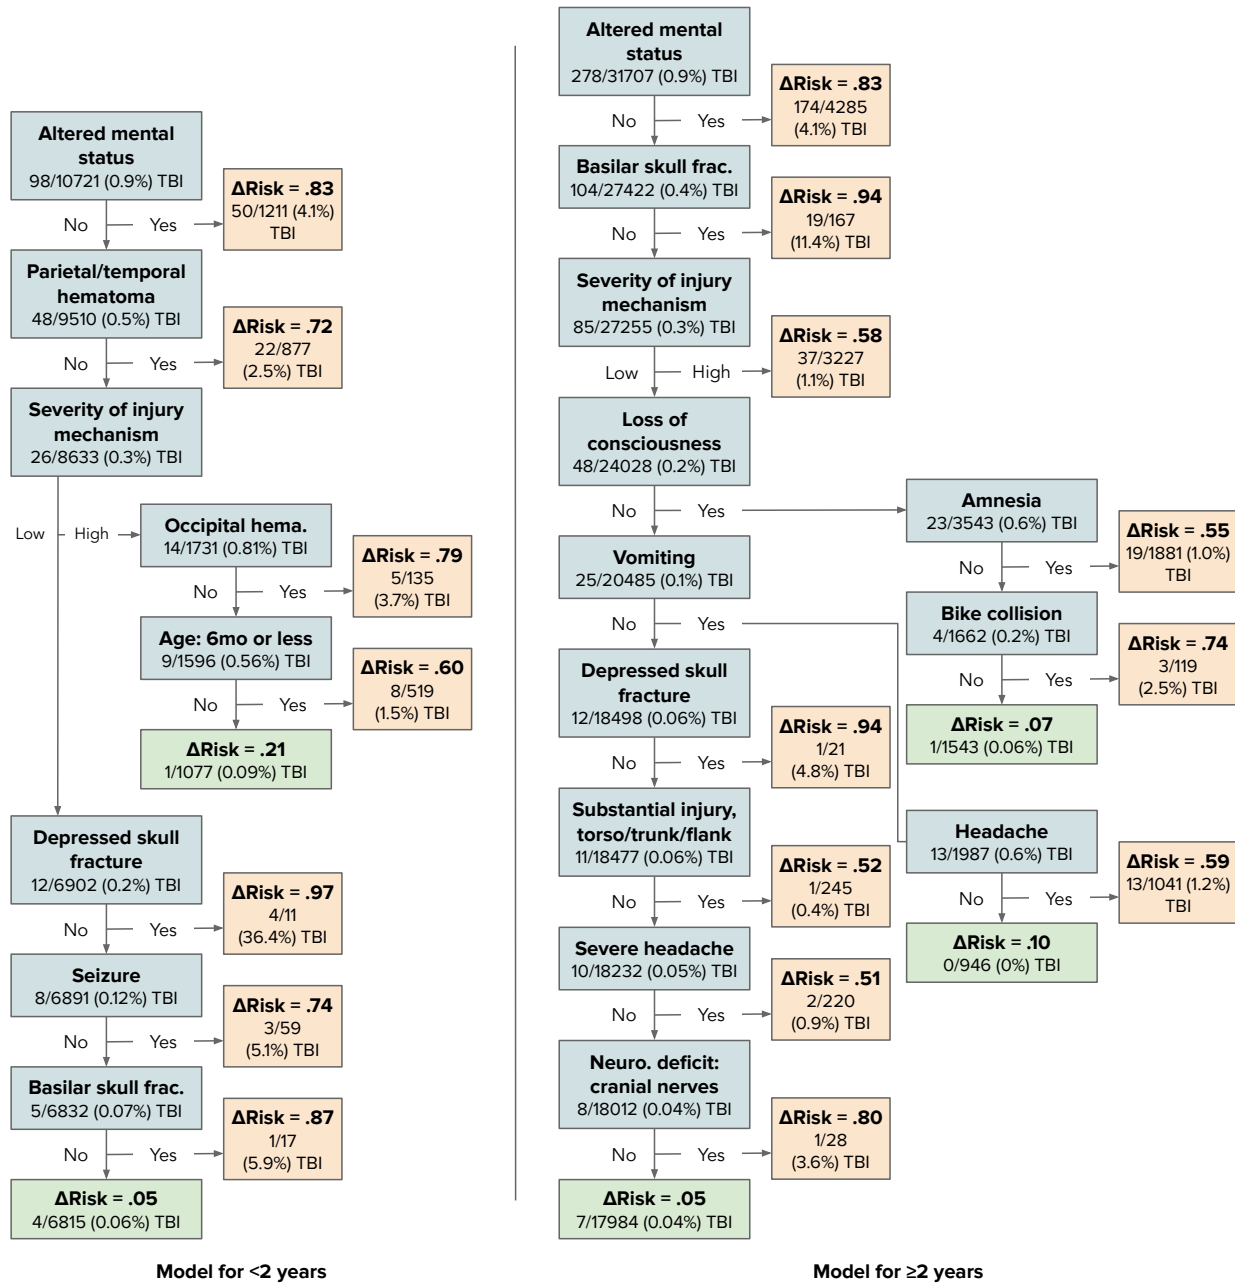 Altered mental
status
98/10721 (0.9%) TBI
No
Yes
ΔRisk = .83
50/1211 (4.1%)
TBI
Parietal/temporal
hematoma
48/9510 (0.5%) TBI
No
Yes
ΔRisk = .72
22/877
(2.5%) TBI
Severity of injury
mechanism
26/8633 (0.3%) TBI
Low
High
Occipital hema.
14/1731 (0.81%) TBI
No
Yes
ΔRisk = .79
5/135
(3.7%) TBI
Age: 6mo or less
9/1596 (0.56%) TBI
No
Yes
ΔRisk = .60
8/519
(1.5%) TBI
ΔRisk = .21
1/1077 (0.09%) TBI
Depressed skull
fracture
12/6902 (0.2%) TBI
No
Yes
ΔRisk = .97
4/11
(36.4%) TBI
Seizure
8/6891 (0.12%) TBI
No
Yes
ΔRisk = .74
3/59
(5.1%) TBI
Basilar skull frac.
5/6832 (0.07%) TBI
No
Yes
ΔRisk = .87
1/17
(5.9%) TBI
ΔRisk = .05
4/6815 (0.06%) TBI
Model for <2 years
Altered mental
status
278/31707 (0.9%) TBI
No
Yes
ΔRisk = .83
174/4285
(4.1%) TBI
Basilar skull frac.
104/27422 (0.4%) TBI
No
Yes
ΔRisk = .94
19/167
(11.4%) TBI
Severity of injury
mechanism
85/27255 (0.3%) TBI
Low
High
ΔRisk = .58
37/3227
(1.1%) TBI
Loss of
consciousness
48/24028 (0.2%) TBI
No
Yes
Amnesia
23/3543 (0.6%) TBI
No
Yes
ΔRisk = .55
19/1881 (1.0%)
TBI
Bike collision
4/1662 (0.2%) TBI
No
Yes
ΔRisk = .74
3/119
(2.5%) TBI
ΔRisk = .07
1/1543 (0.06%) TBI
Vomiting
25/20485 (0.1%) TBI
No
Yes
Headache
13/1987 (0.6%) TBI
No
Yes
ΔRisk = .59
13/1041 (1.2%)
TBI
ΔRisk = .10
0/946 (0%) TBI
Depressed skull
fracture
12/18498 (0.06%) TBI
No
Yes
ΔRisk = .94
1/21
(4.8%) TBI
Substantial injury,
torso/trunk/flank
11/18477 (0.06%) TBI
No
Yes
ΔRisk = .52
1/245
(0.4%) TBI
Severe headache
10/18232 (0.05%) TBI
No
Yes
ΔRisk = .51
2/220
(0.9%) TBI
Neuro. deficit:
cranial nerves
8/18012 (0.04%) TBI
No
Yes
ΔRisk = .80
1/28
(3.6%) TBI
ΔRisk = .05
7/17984 (0.04%) TBI
Model for ≥2 years